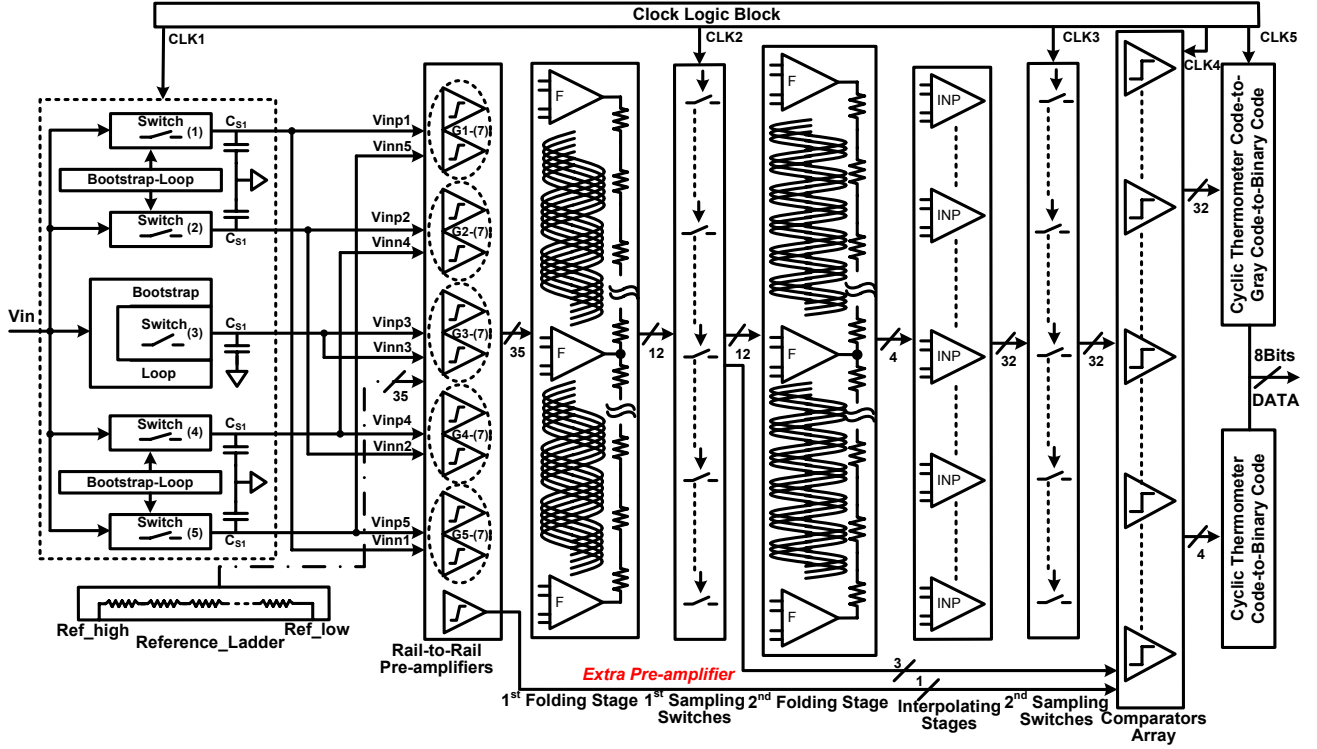 Clock Logic Block
CLK1
CLK2
CLK3
CLK4
CLK5
Switch
(1)
CS1
Bootstrap-Loop
Switch
(2)
CS1
Vin
Bootstrap
Switch
(3)
Loop
CS1
Switch
(4)
CS1
Bootstrap-Loop
Switch
(5)
CS1
Ref_high
Ref_low
Reference_Ladder
Vinp1
Vinn5
Vinp2
Vinn4
Vinp3
Vinn3
35
Vinp4
Vinn2
Vinp5
Vinn1
G1-(7)
G2-(7)
G3-(7)
G4-(7)
G5-(7)
Rail-to-Rail
Pre-amplifiers
35
F
F
F
1st Folding Stage
12
Extra Pre-amplifier
1st Sampling
Switches
12
F
F
F
2nd Folding Stage
4
INP
INP
INP
INP
INP
Interpolating
Stages
32
2nd Sampling
Switches
32
3
1
Comparators
Array
32
4
Cyclic Thermometer Code-to-
Gray Code-to-Binary Code
Cyclic Thermometer
Code-to-Binary Code
8Bits
DATA